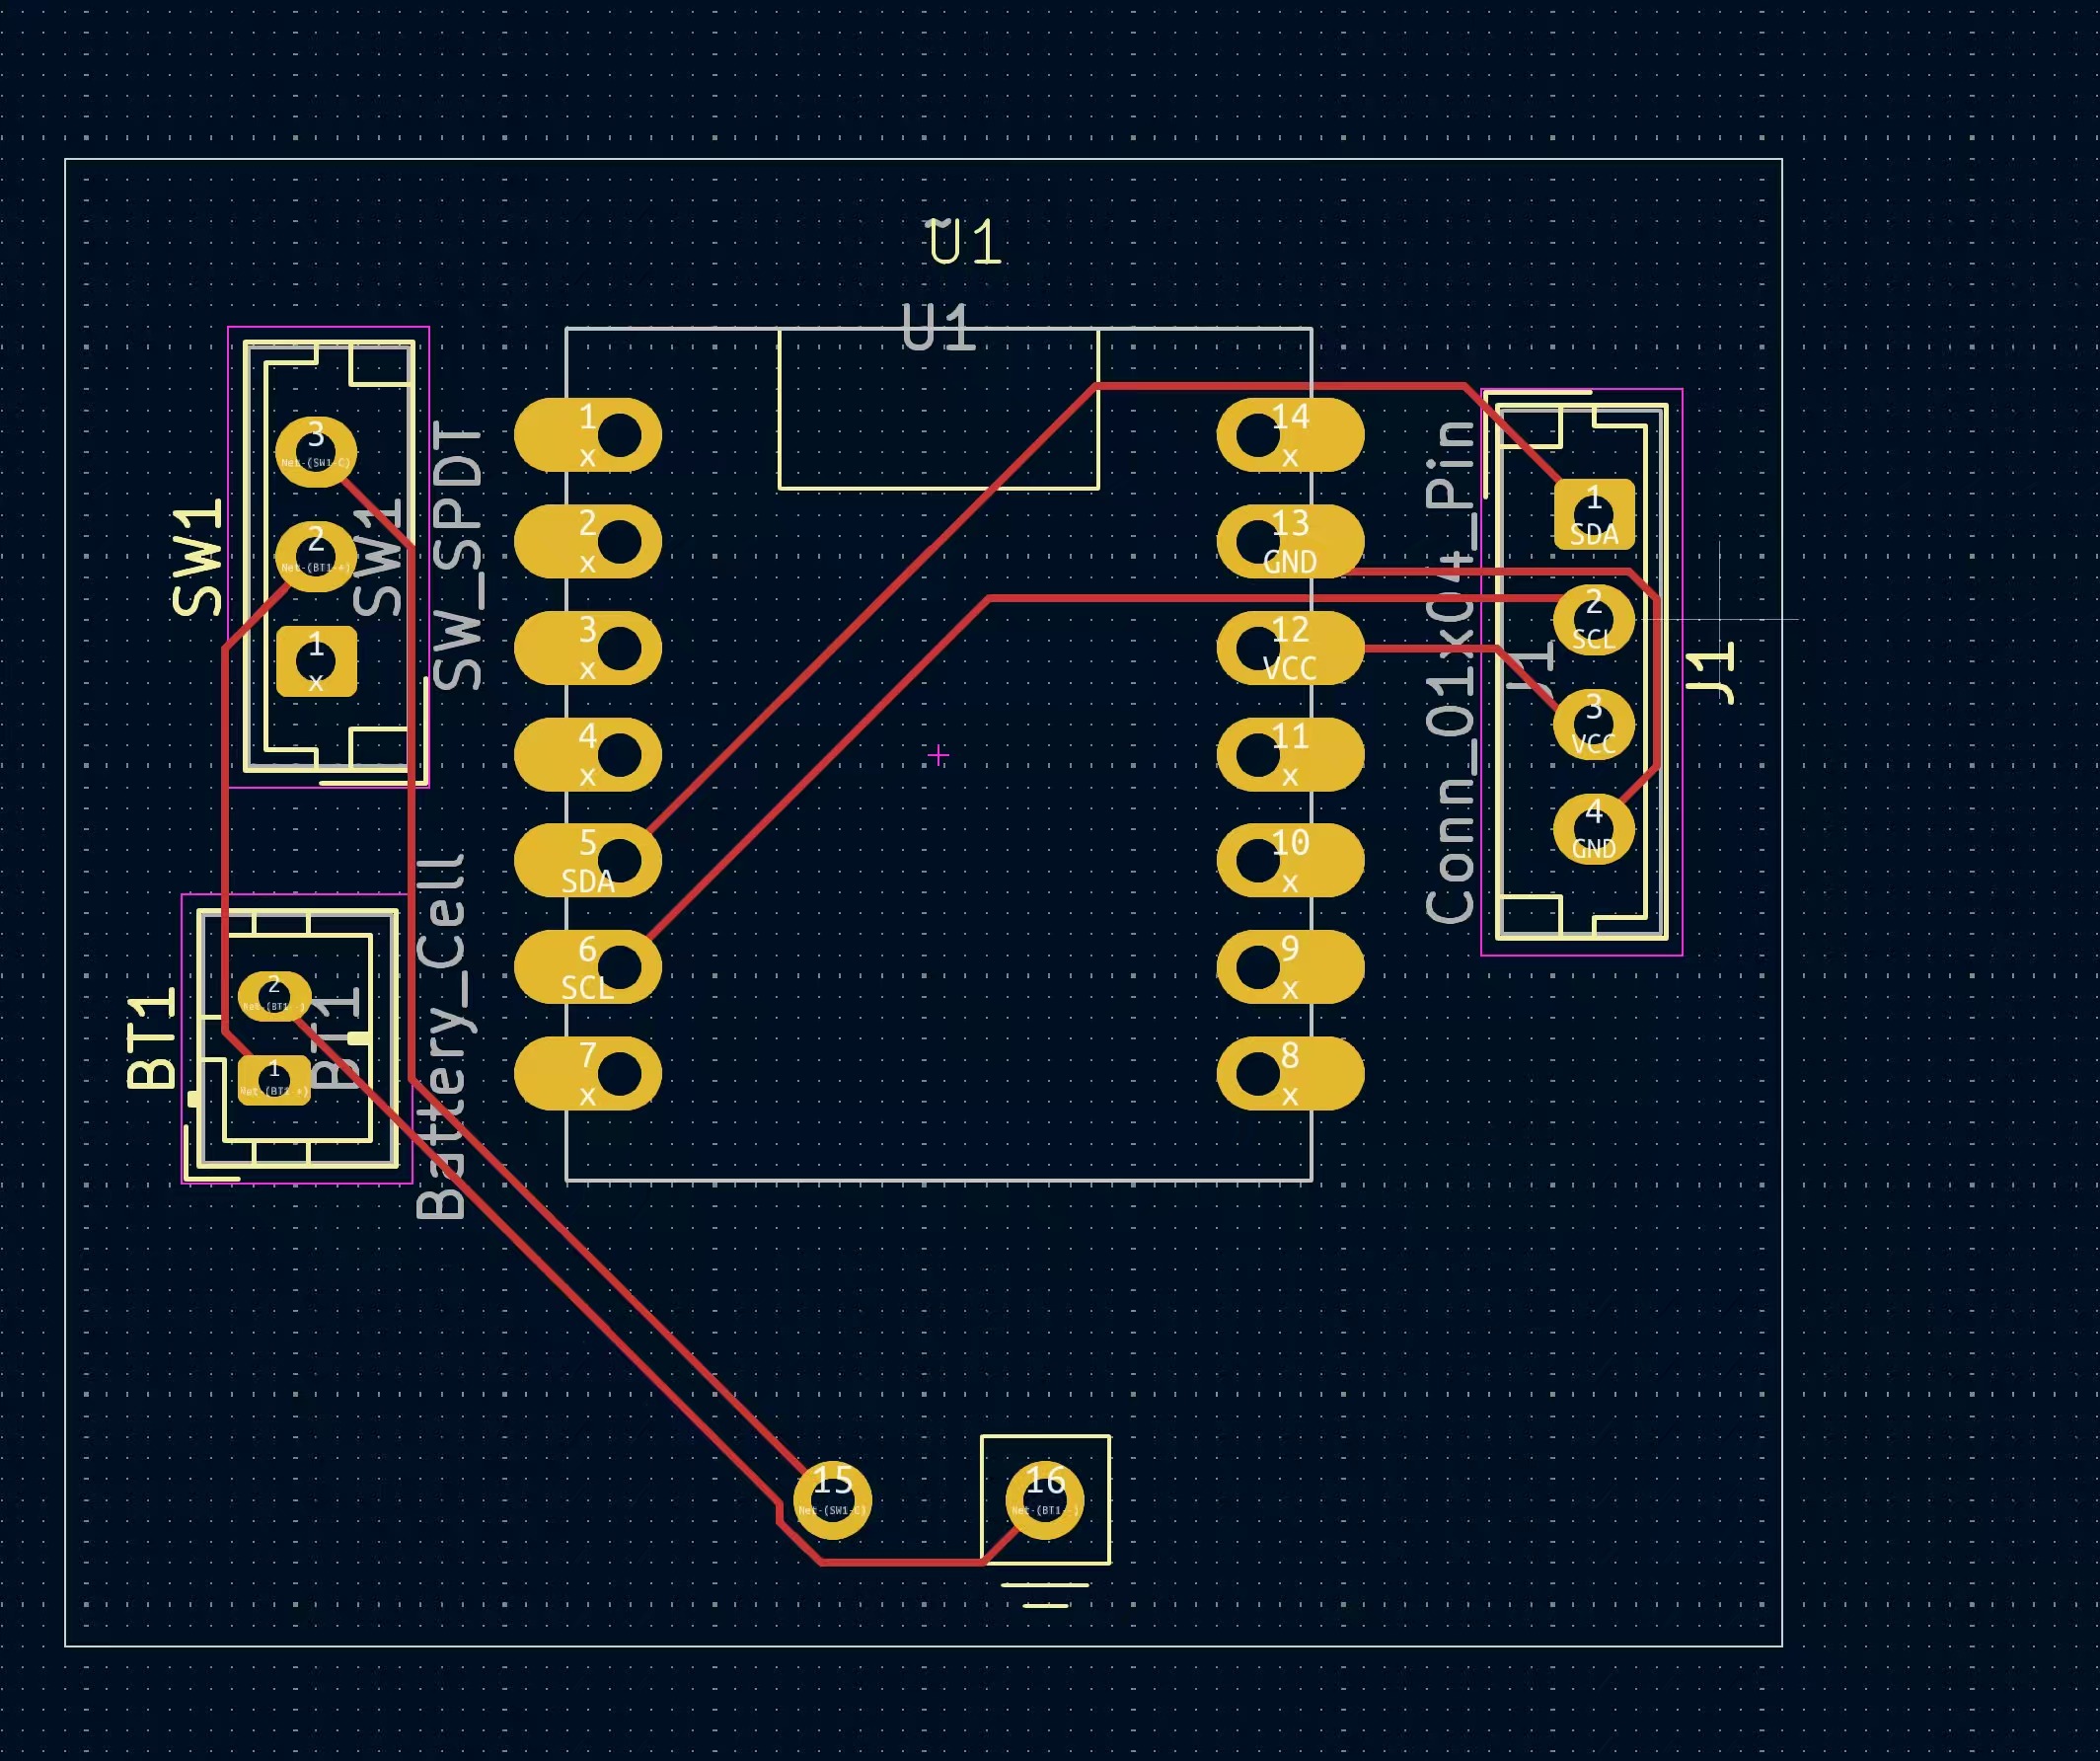 U1
U1
SW1
SW1
SW_SPDT
3
Net-(SW1-C)
2
Net-(BT1-+)
1
x
1
x
2
x
3
x
4
x
5
SDA
6
SCL
7
x
14
x
13
GND
12
VCC
11
x
10
x
9
x
8
x
Conn_01x04_Pin
J1
J1
1
SDA
2
SCL
3
VCC
4
GND
BT1
BT1
Battery_Cell
2
Net-(BT1--)
1
Net-(BT1-+)
15
Net-(SW1-C)
16
Net-(BT1--)